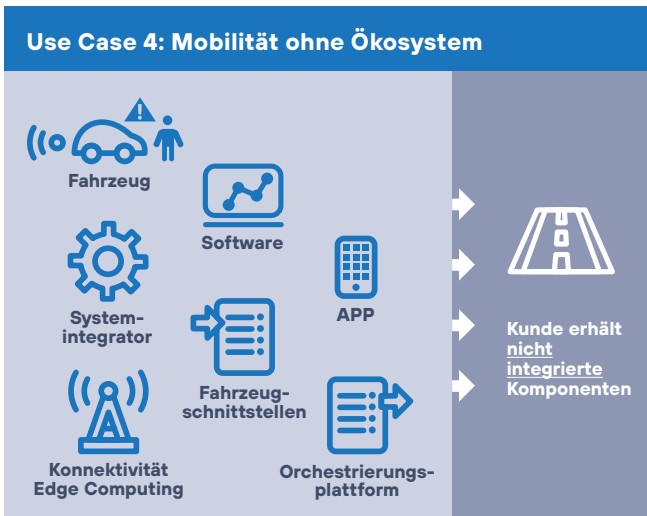 Use Case 4: Mobilität ohne Ökosystem
Fahrzeug
Software
System-
integrator
APP
Fahrzeug-
schnittstellen
Konnektivität
Edge Computing
Orchestrierungs-
plattform
Kunde erhält
nicht
integrierte
Komponenten